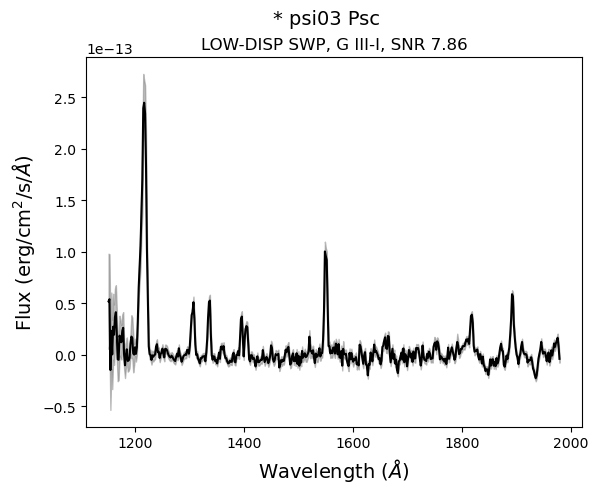 * psi03 Psc
LOW-DISP SWP, G III-I, SNR 7.86
1e−13
2.5
2.0
1.5
1.0
0.5
0.0
−0.5
Flux (erg/cm²/s/Å)
1200 1400 1600 1800 2000
Wavelength (Å)